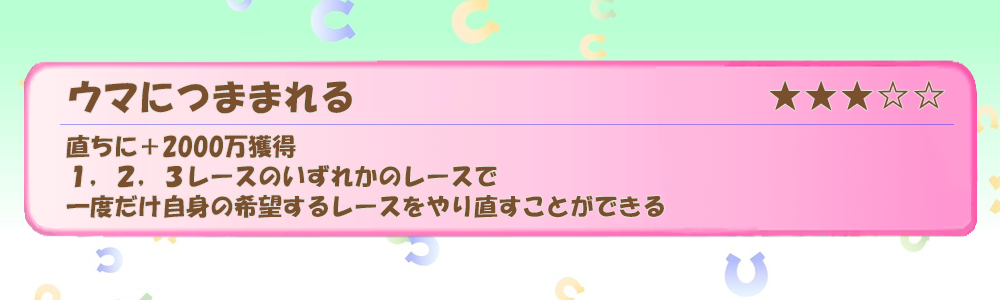 ウマにつままれる ★★★☆☆
直ちに＋2000万獲得
１，２，３レースのいずれかのレースで
一度だけ自身の希望するレースをやり直すことができる